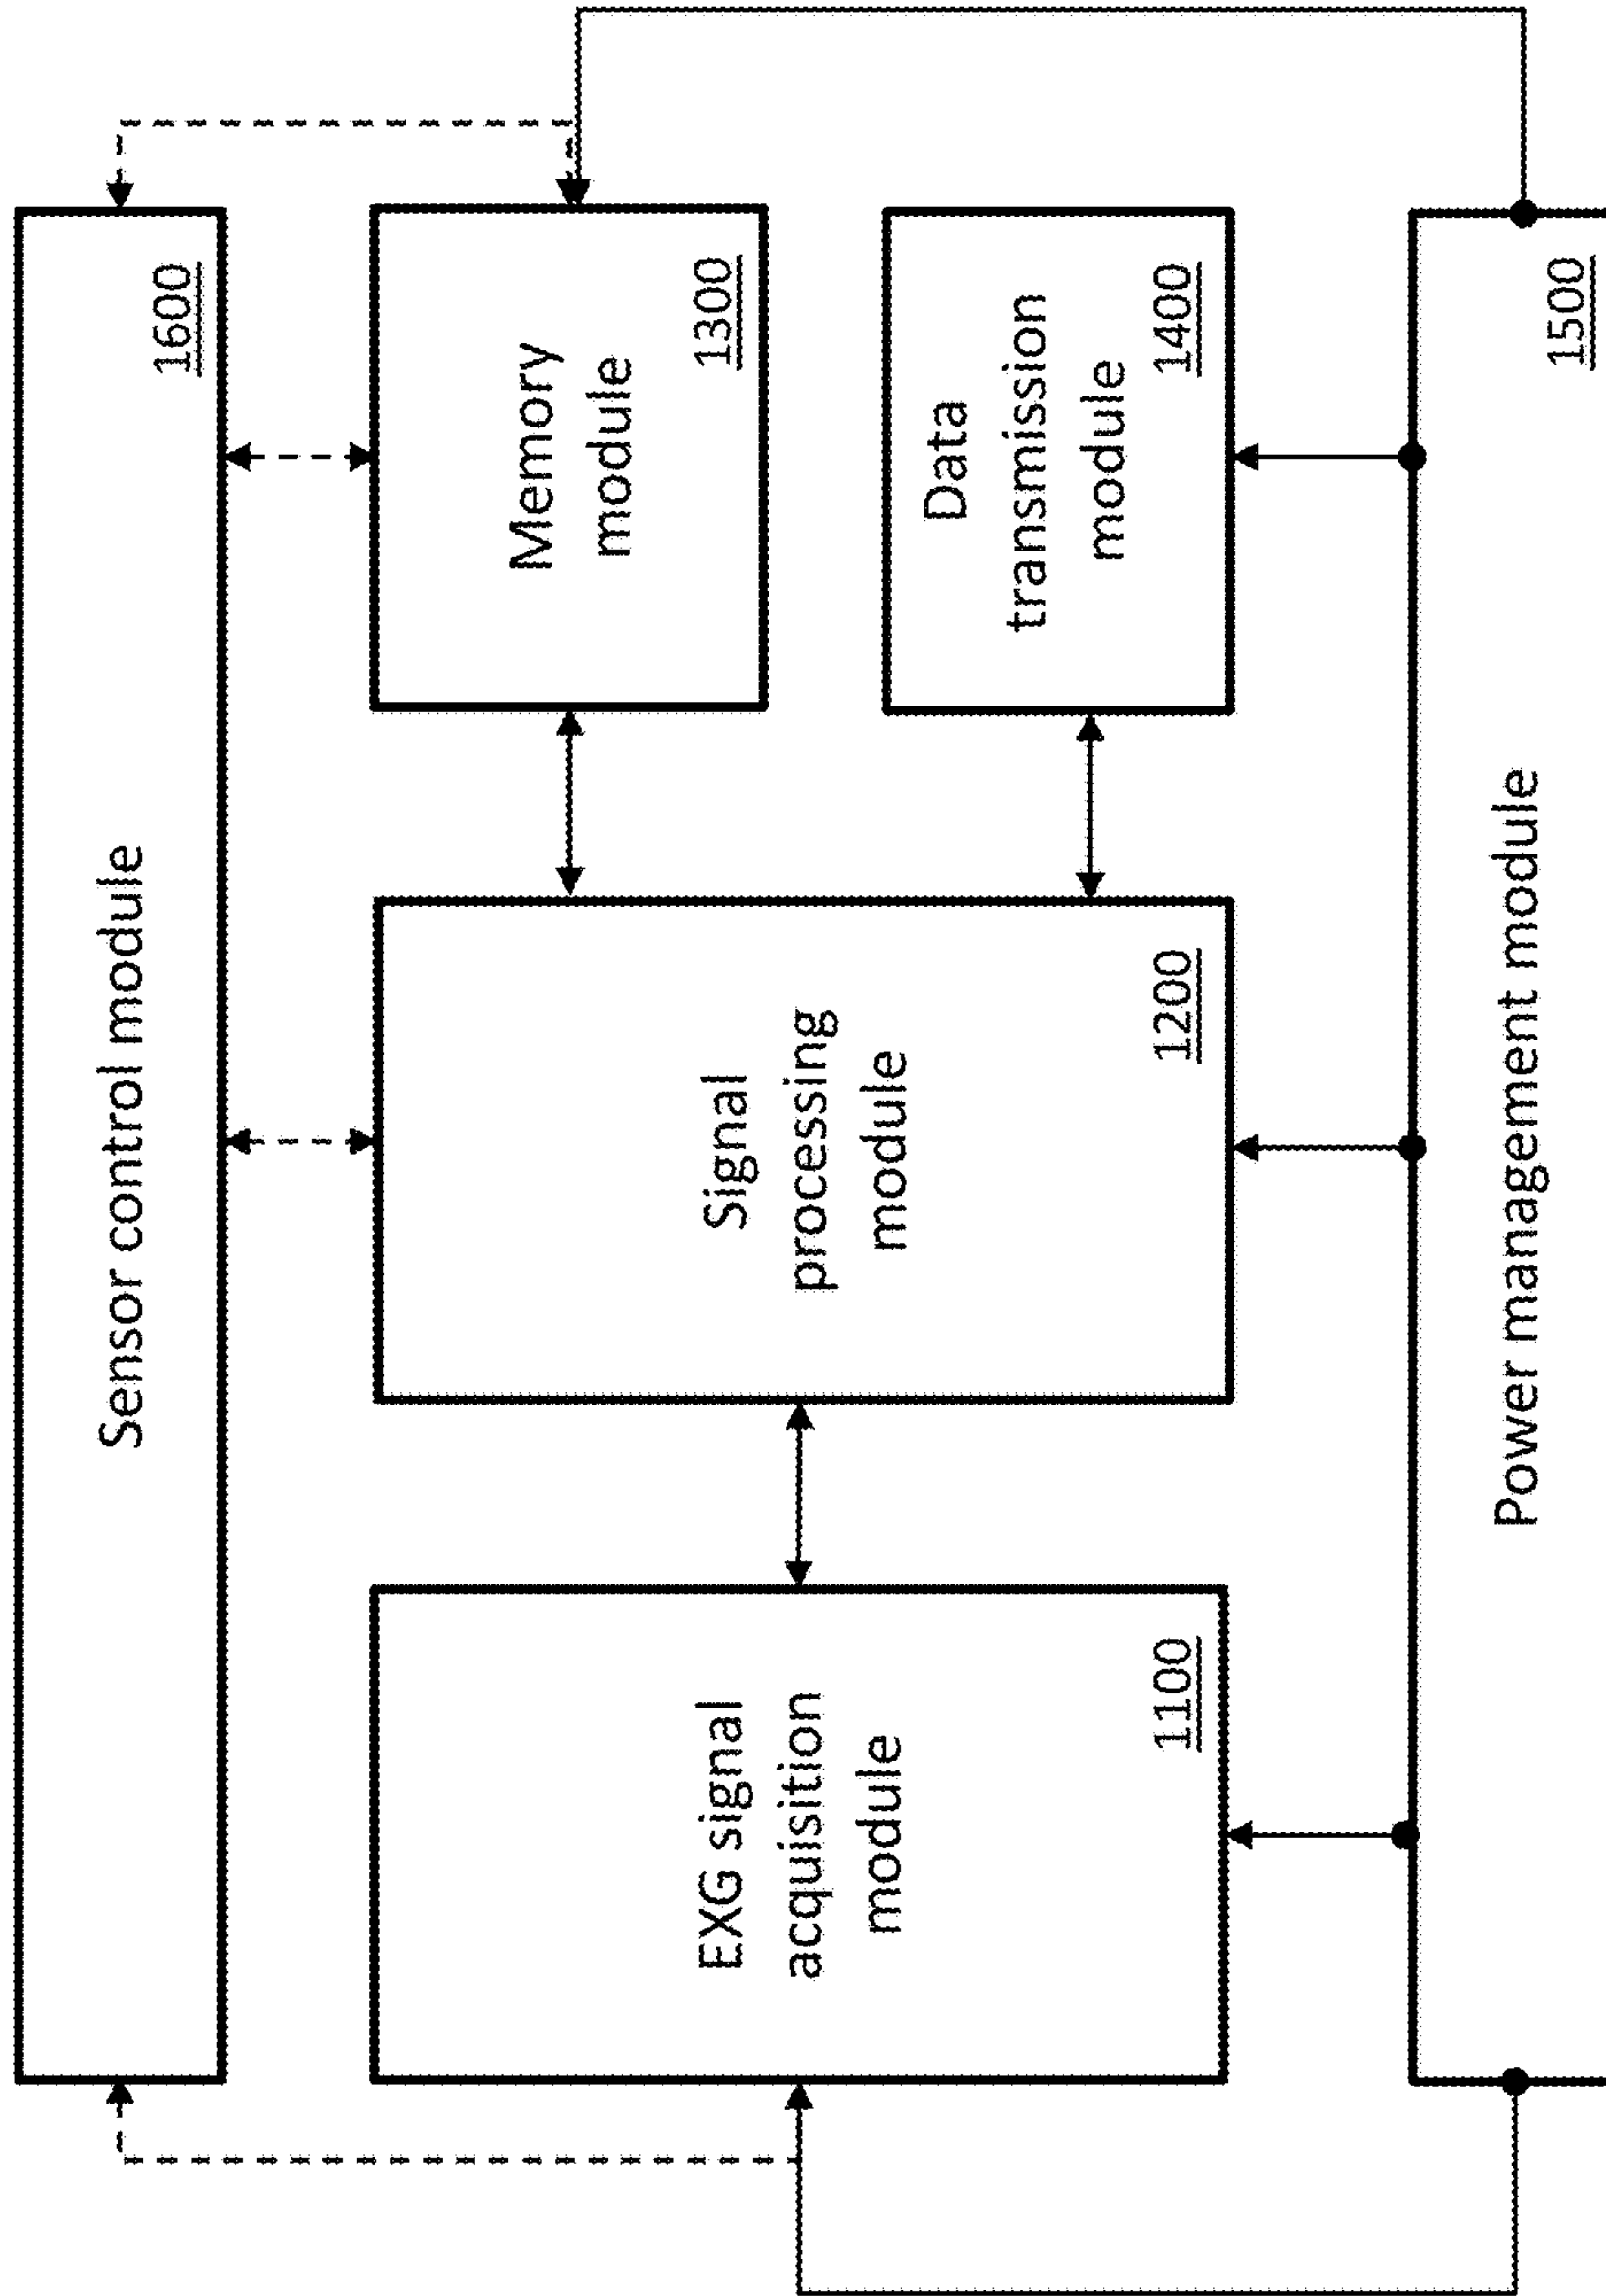 Sensor control module
1600
EXG signal
acquisition
module
1100
Signal
processing
module
1200
Memory
module
1300
Data
transmission
module
1400
Power management module
1500